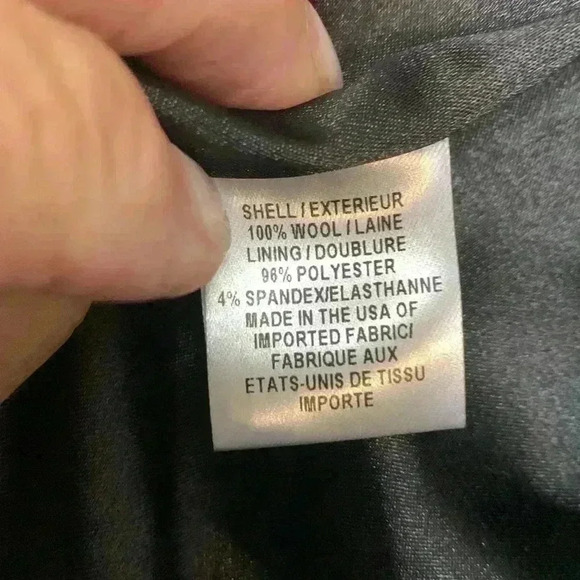 SHELL/EXTERIEUR
100% WOOL/LAINE
LINING/DOUBLURE
96% POLYESTER
4% SPANDEX/ELASTHANNE
MADE IN THE USA OF
IMPORTED FABRIC/
FABRIQUE AUX
ETATS-UNIS DE TISSU
IMPORTE